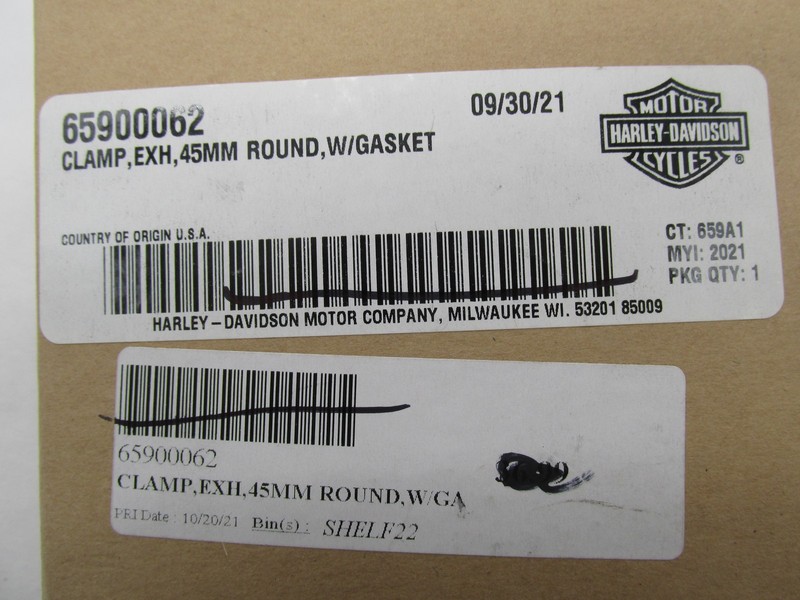 65900062
09/30/21
CLAMP,EXH,45MM ROUND,W/GASKET
MOTOR
HARLEY-DAVIDSON
CYCLES
®
COUNTRY OF ORIGIN U.S.A.
CT: 659A1
MYI: 2021
PKG QTY: 1
HARLEY-DAVIDSON MOTOR COMPANY, MILWAUKEE WI. 53201 85009
65900062
CLAMP,EXH,45MM ROUND,W/GA
PRI Date : 10/20/21 Bin(s) : SHELF22